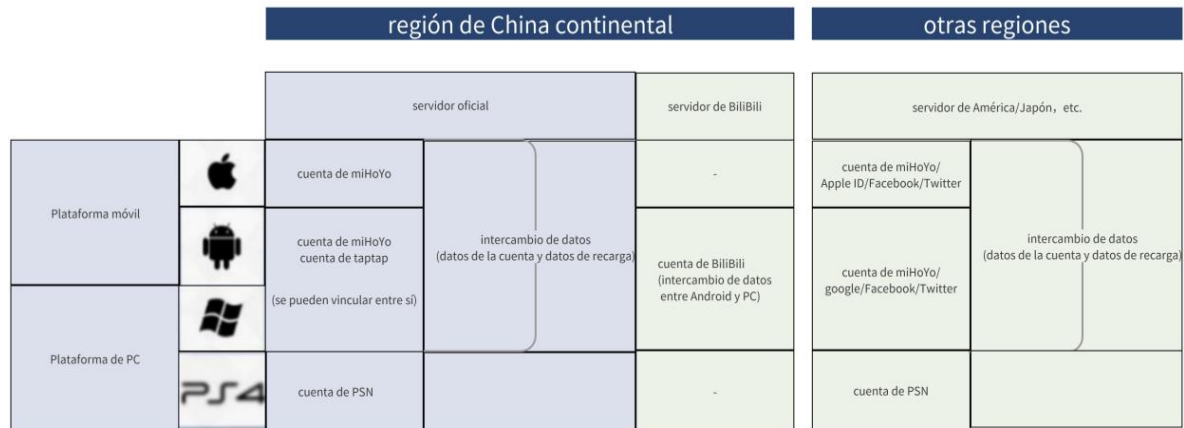 región de China continental
otras regiones
servidor oficial
servidor de BiliBili
servidor de América/Japón，etc.
Plataforma móvil
cuenta de miHoYo
-
cuenta de miHoYo/
Apple ID/Facebook/Twitter
cuenta de miHoYo
cuenta de taptap
(se pueden vincular entre sí)
intercambio de datos
(datos de la cuenta y datos de recarga)
cuenta de BiliBili
(intercambio de datos
entre Android y PC)
cuenta de miHoYo/
google/Facebook/Twitter
intercambio de datos
(datos de la cuenta y datos de recarga)
Plataforma de PC
PS4
cuenta de PSN
-
cuenta de PSN